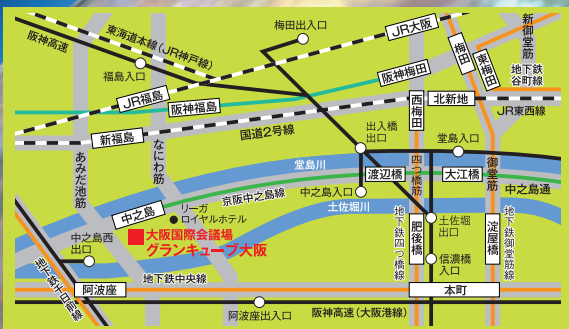 新御堂筋
梅田出入口
JR大阪
東海道本線(JR神戸線)
阪神高速
梅田
東梅田
福島入口
阪神梅田
地下鉄
谷町線
JR福島
阪神福島
西梅田
北新地
JR東西線
新福島
国道2号線
出入橋
出口
堂島入口
あみだ池筋
なにわ筋
堂島川
渡辺橋
四つ橋筋
大江橋
御堂筋
中之島通
京阪中之島線
中之島入口
中之島
リーガ
ロイヤルホテル
土佐堀川
土佐堀
出口
大阪国際会議場
グランキューブ大阪
中之島西
出口
地下鉄四つ橋線
肥後橋
淀屋橋
地下鉄御堂筋線
信濃橋
入口
地下鉄千日前線
地下鉄中央線
阿波座
本町
阿波座出入口
阪神高速(大阪港線)